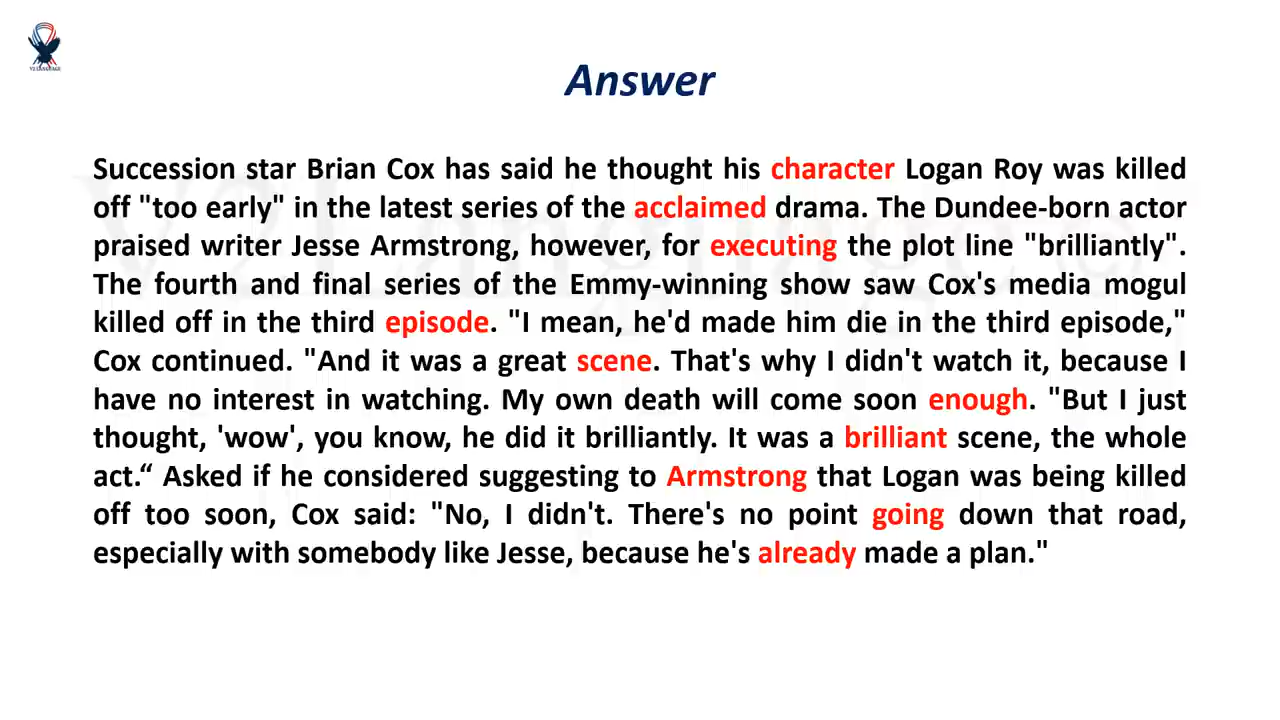 V2 LANGUAGE
Answer
Succession star Brian Cox has said he thought his character Logan Roy was killed
off "too early" in the latest series of the acclaimed drama. The Dundee-born actor
praised writer Jesse Armstrong, however, for executing the plot line "brilliantly".
The fourth and final series of the Emmy-winning show saw Cox's media mogul
killed off in the third episode. "I mean, he'd made him die in the third episode,"
Cox continued. "And it was a great scene. That's why I didn't watch it, because I
have no interest in watching. My own death will come soon enough. "But I just
thought, 'wow', you know, he did it brilliantly. It was a brilliant scene, the whole
act.“ Asked if he considered suggesting to Armstrong that Logan was being killed
off too soon, Cox said: "No, I didn't. There's no point going down that road,
especially with somebody like Jesse, because he's already made a plan."